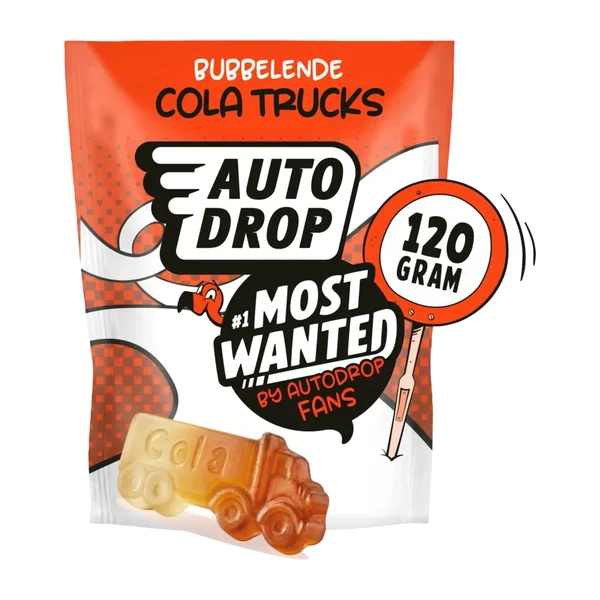 BUBBELENDE
COLA TRUCKS
AUTO
DROP
120
GRAM
#1 MOST
WANTED
BY AUTODROP
FANS
Cola